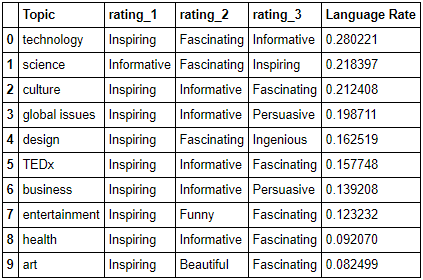 Topic rating_1 rating_2 rating_3 Language Rate
0 technology Inspiring Fascinating Informative 0.280221
1 science Informative Fascinating Inspiring 0.218397
2 culture Inspiring Informative Fascinating 0.212408
3 global issues Inspiring Informative Persuasive 0.198711
4 design Inspiring Fascinating Ingenious 0.162519
5 TEDx Inspiring Informative Fascinating 0.157748
6 business Inspiring Informative Persuasive 0.139208
7 entertainment Inspiring Funny Fascinating 0.123232
8 health Inspiring Informative Fascinating 0.092070
9 art Inspiring Beautiful Fascinating 0.082499